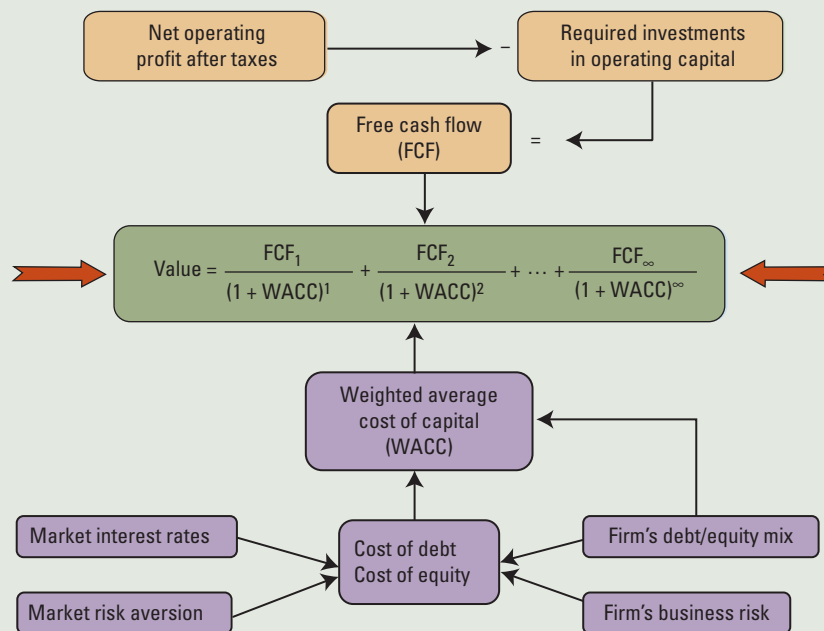 Net operating
profit after taxes
–
Required investments
in operating capital
Free cash flow
(FCF)
=
Value = FCF₁ / (1 + WACC)¹ + FCF₂ / (1 + WACC)² + ··· + FCF∞ / (1 + WACC)∞
Weighted average
cost of capital
(WACC)
Market interest rates
Cost of debt
Cost of equity
Firm's debt/equity mix
Market risk aversion
Firm's business risk